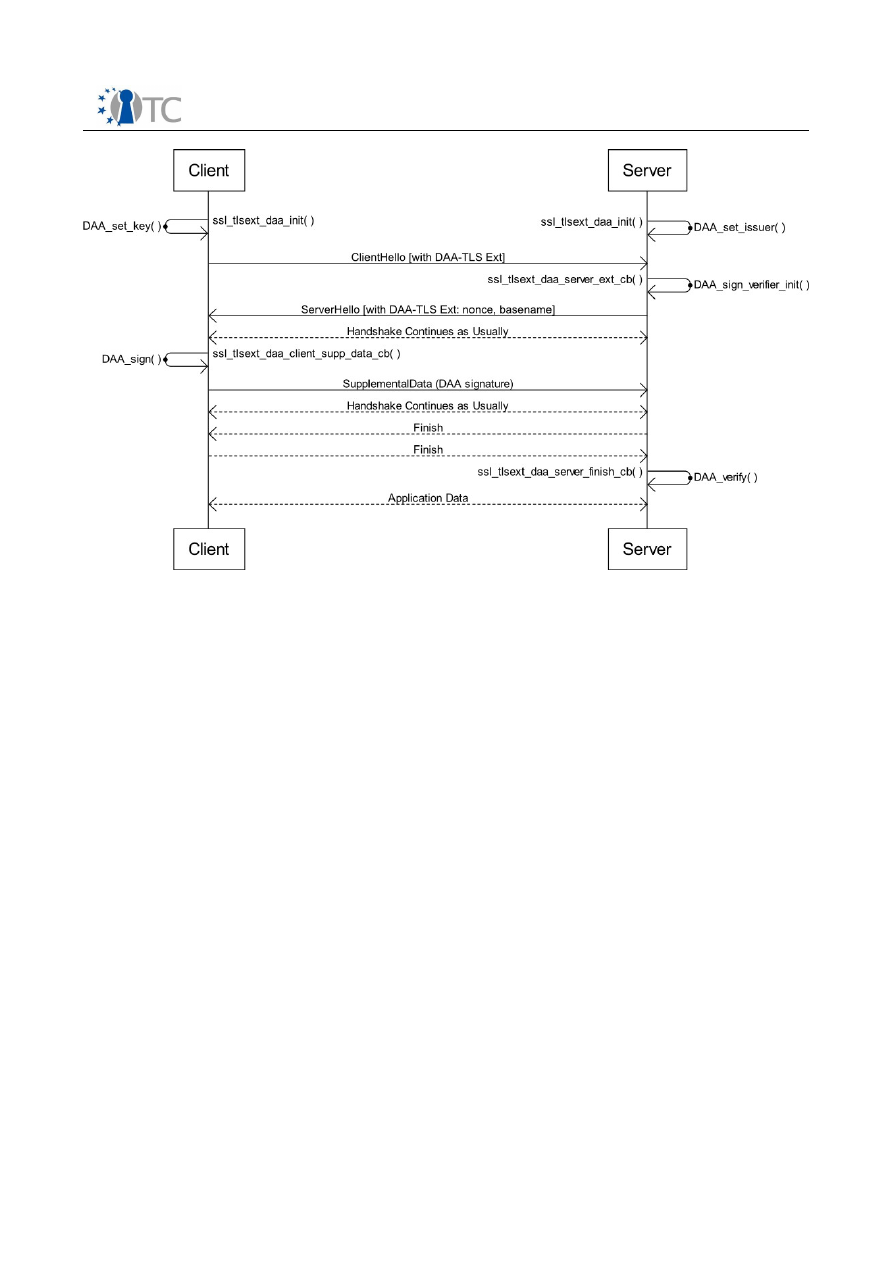 TC
Client
Server
ssl_tlsext_daa_init( )
DAA_set_key( )
ssl_tlsext_daa_init( )
DAA_set_issuer( )
ClientHello [with DAA-TLS Ext]
ssl_tlsext_daa_server_ext_cb( )
DAA_sign_verifier_init( )
ServerHello [with DAA-TLS Ext: nonce, basename]
Handshake Continues as Usually
ssl_tlsext_daa_client_supp_data_cb( )
DAA_sign( )
SupplementalData (DAA signature)
Handshake Continues as Usually
Finish
Finish
ssl_tlsext_daa_server_finish_cb( )
DAA_verify( )
Application Data
Client
Server